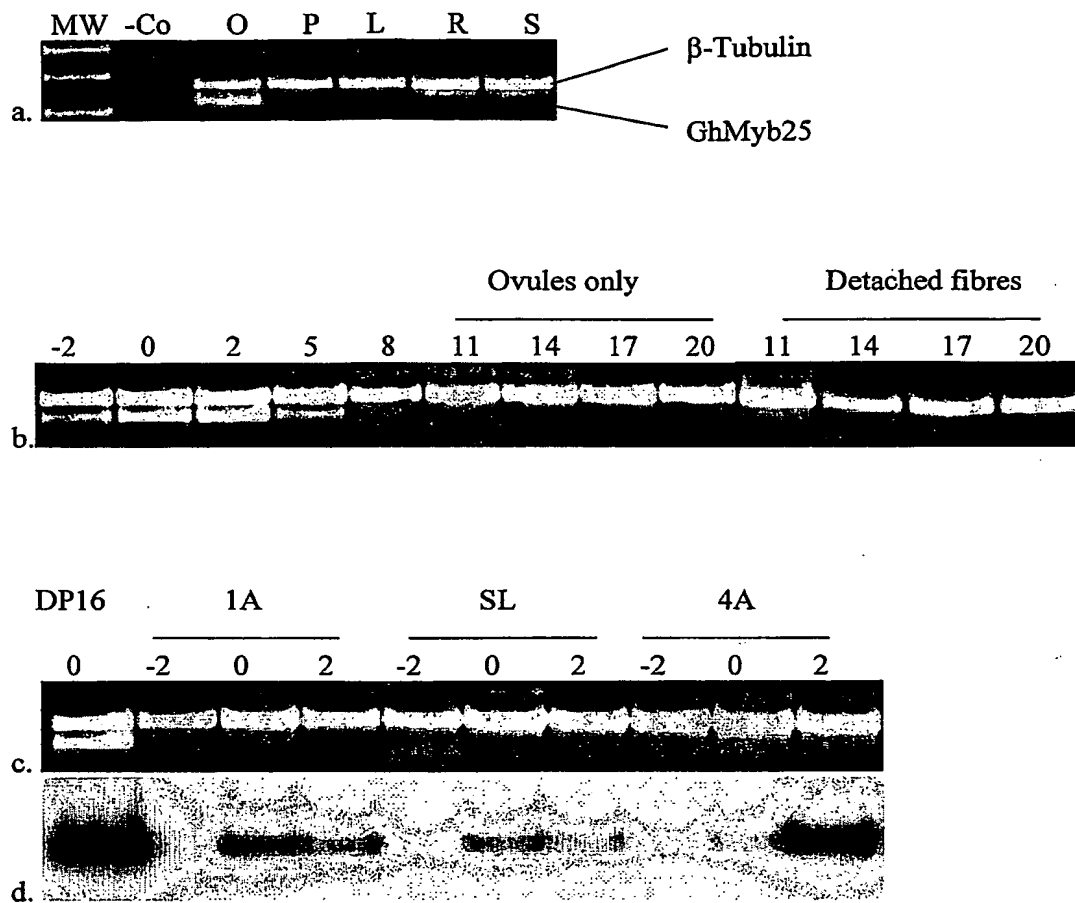 MW -Co O P L R S
β-Tubulin
GhMyb25
a.
Ovules only Detached fibres
-2 0 2 5 8 11 14 17 20 11 14 17 20
b.
DP16 1A SL 4A
0 -2 0 2 -2 0 2 -2 0 2
c.
d.